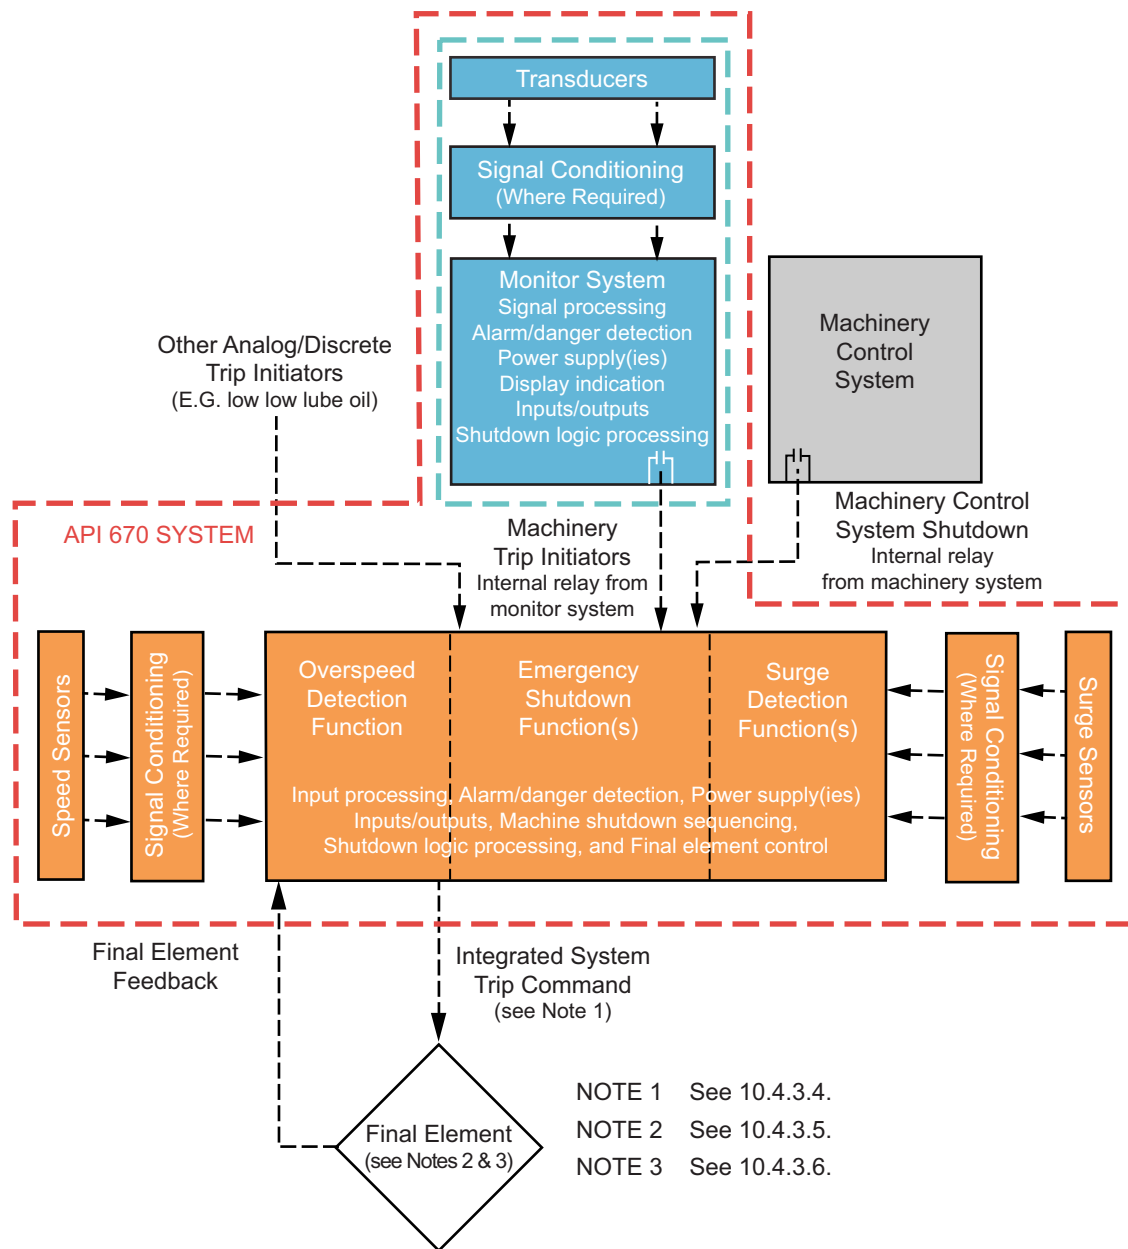 Transducers
Signal Conditioning
(Where Required)
Monitor System
Signal processing
Alarm/danger detection
Power supply(ies)
Display indication
Inputs/outputs
Shutdown logic processing
Machinery
Control
System
Other Analog/Discrete
Trip Initiators
(E.G. low low lube oil)
API 670 SYSTEM
Machinery
Trip Initiators
Internal relay from
monitor system
Machinery Control
System Shutdown
Internal relay
from machinery system
Speed Sensors
Signal Conditioning
(Where Required)
Overspeed
Detection
Function
Emergency
Shutdown
Function(s)
Surge
Detection
Function(s)
Input processing, Alarm/danger detection, Power supply(ies)
Inputs/outputs, Machine shutdown sequencing,
Shutdown logic processing, and Final element control
Signal Conditioning
(Where Required)
Surge Sensors
Final Element
Feedback
Integrated System
Trip Command
(see Note 1)
Final Element
(see Notes 2 & 3)
NOTE 1 See 10.4.3.4.
NOTE 2 See 10.4.3.5.
NOTE 3 See 10.4.3.6.